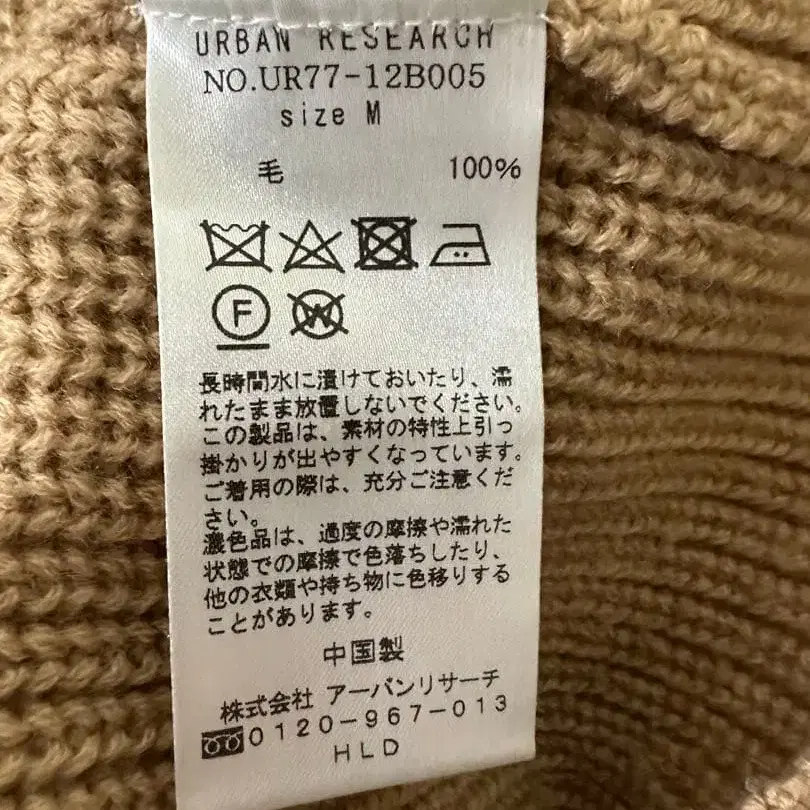 URBAN RESEARCH
NO.UR77-12B005
size M
毛 100%
F W
長時間水に漬けておいたり、濡
れたまま放置しないでください。
この製品は、素材の特性上引っ
掛かりが出やすくなっています。
ご着用の際は、充分ご注意くだ
さい。
濃色品は、過度の摩擦や濡れた
状態での摩擦で色落ちしたり、
他の衣類や持ち物に色移りする
ことがあります。
中国製
株式会社 アーバンリサーチ
0120-967-013
HLD